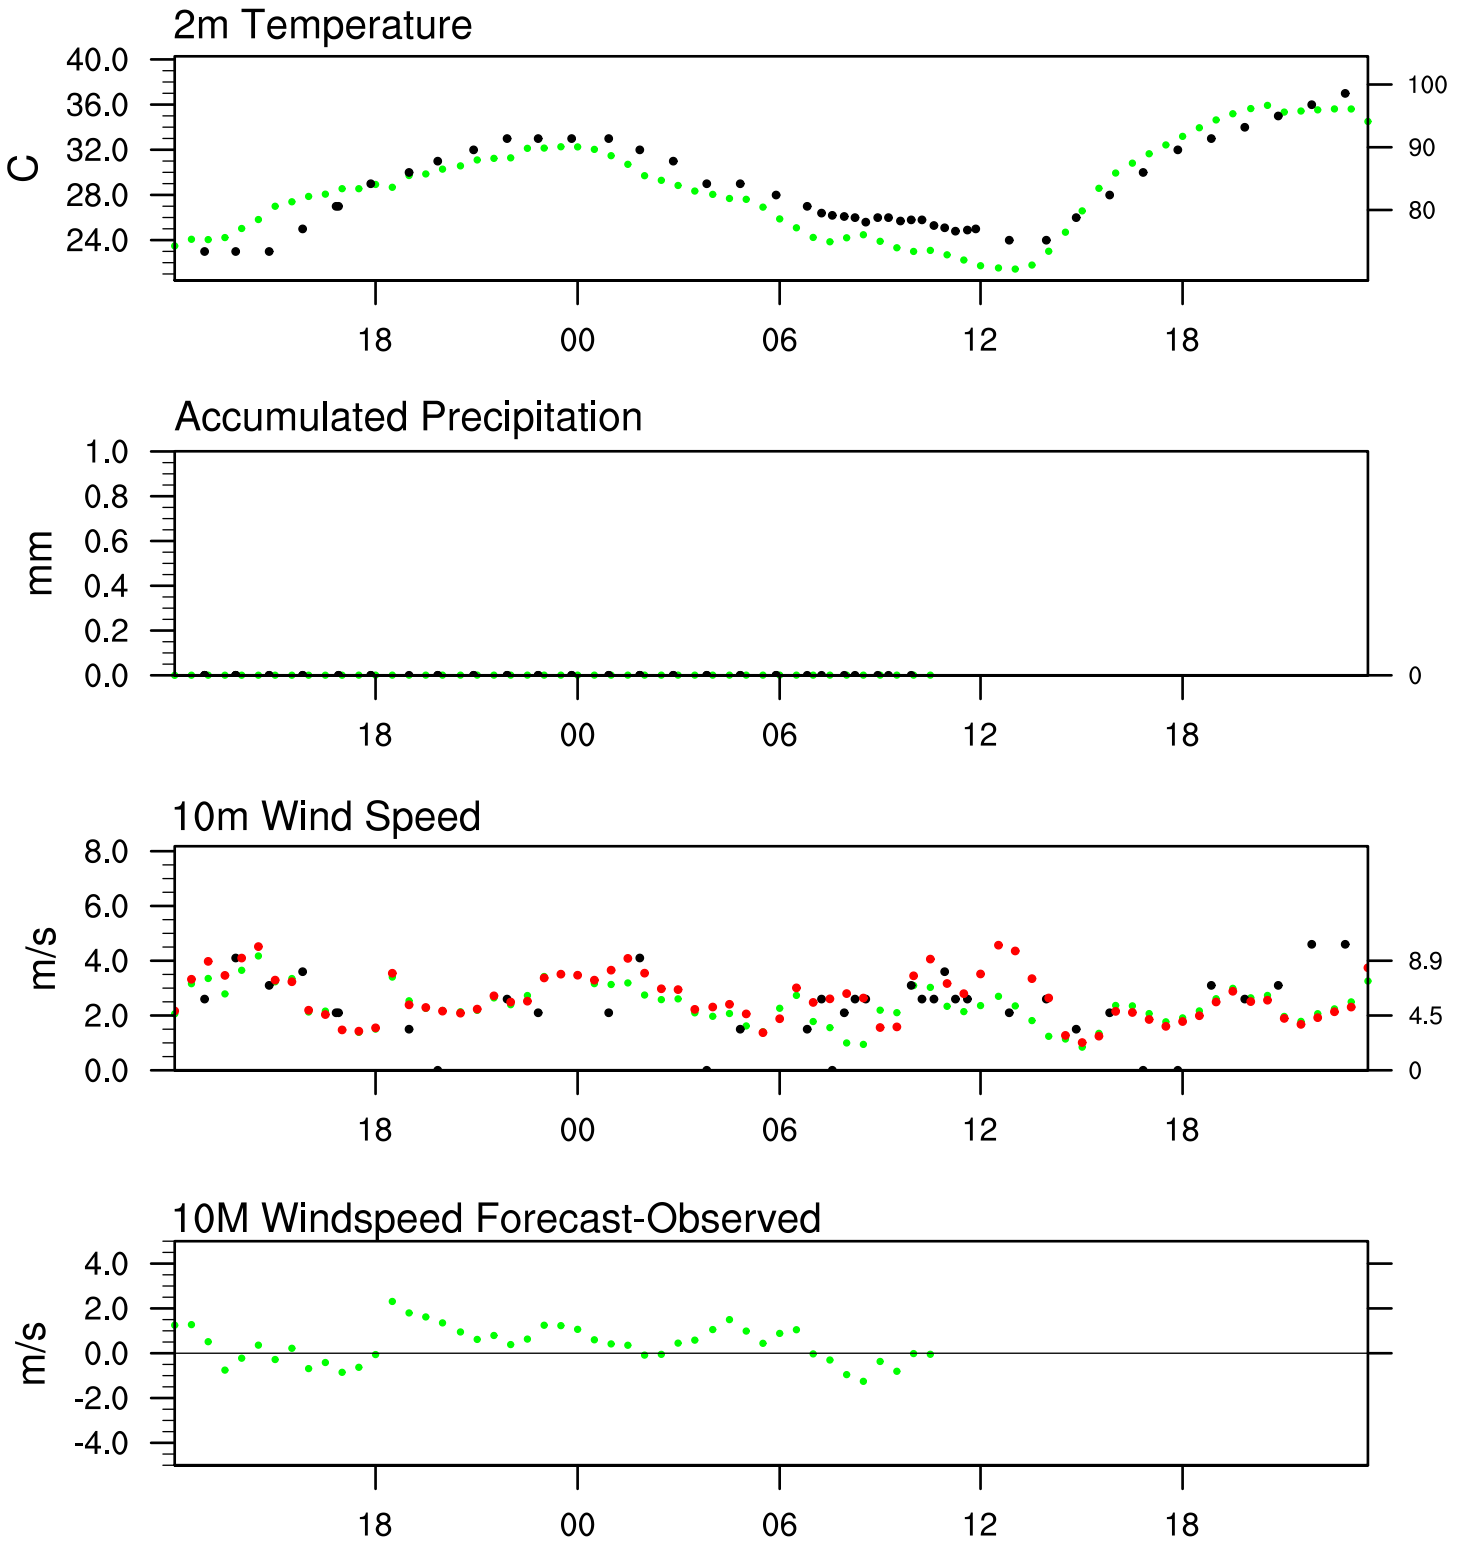 2m Temperature
40.0
36.0
32.0
28.0
24.0
C
100
90
80
18 00 06 12 18
Accumulated Precipitation
1.0
0.8
0.6
0.4
0.2
0.0
mm
0
18 00 06 12 18
10m Wind Speed
8.0
6.0
4.0
2.0
0.0
m/s
8.9
4.5
0
18 00 06 12 18
10M Windspeed Forecast-Observed
4.0
2.0
0.0
-2.0
-4.0
m/s
18 00 06 12 18